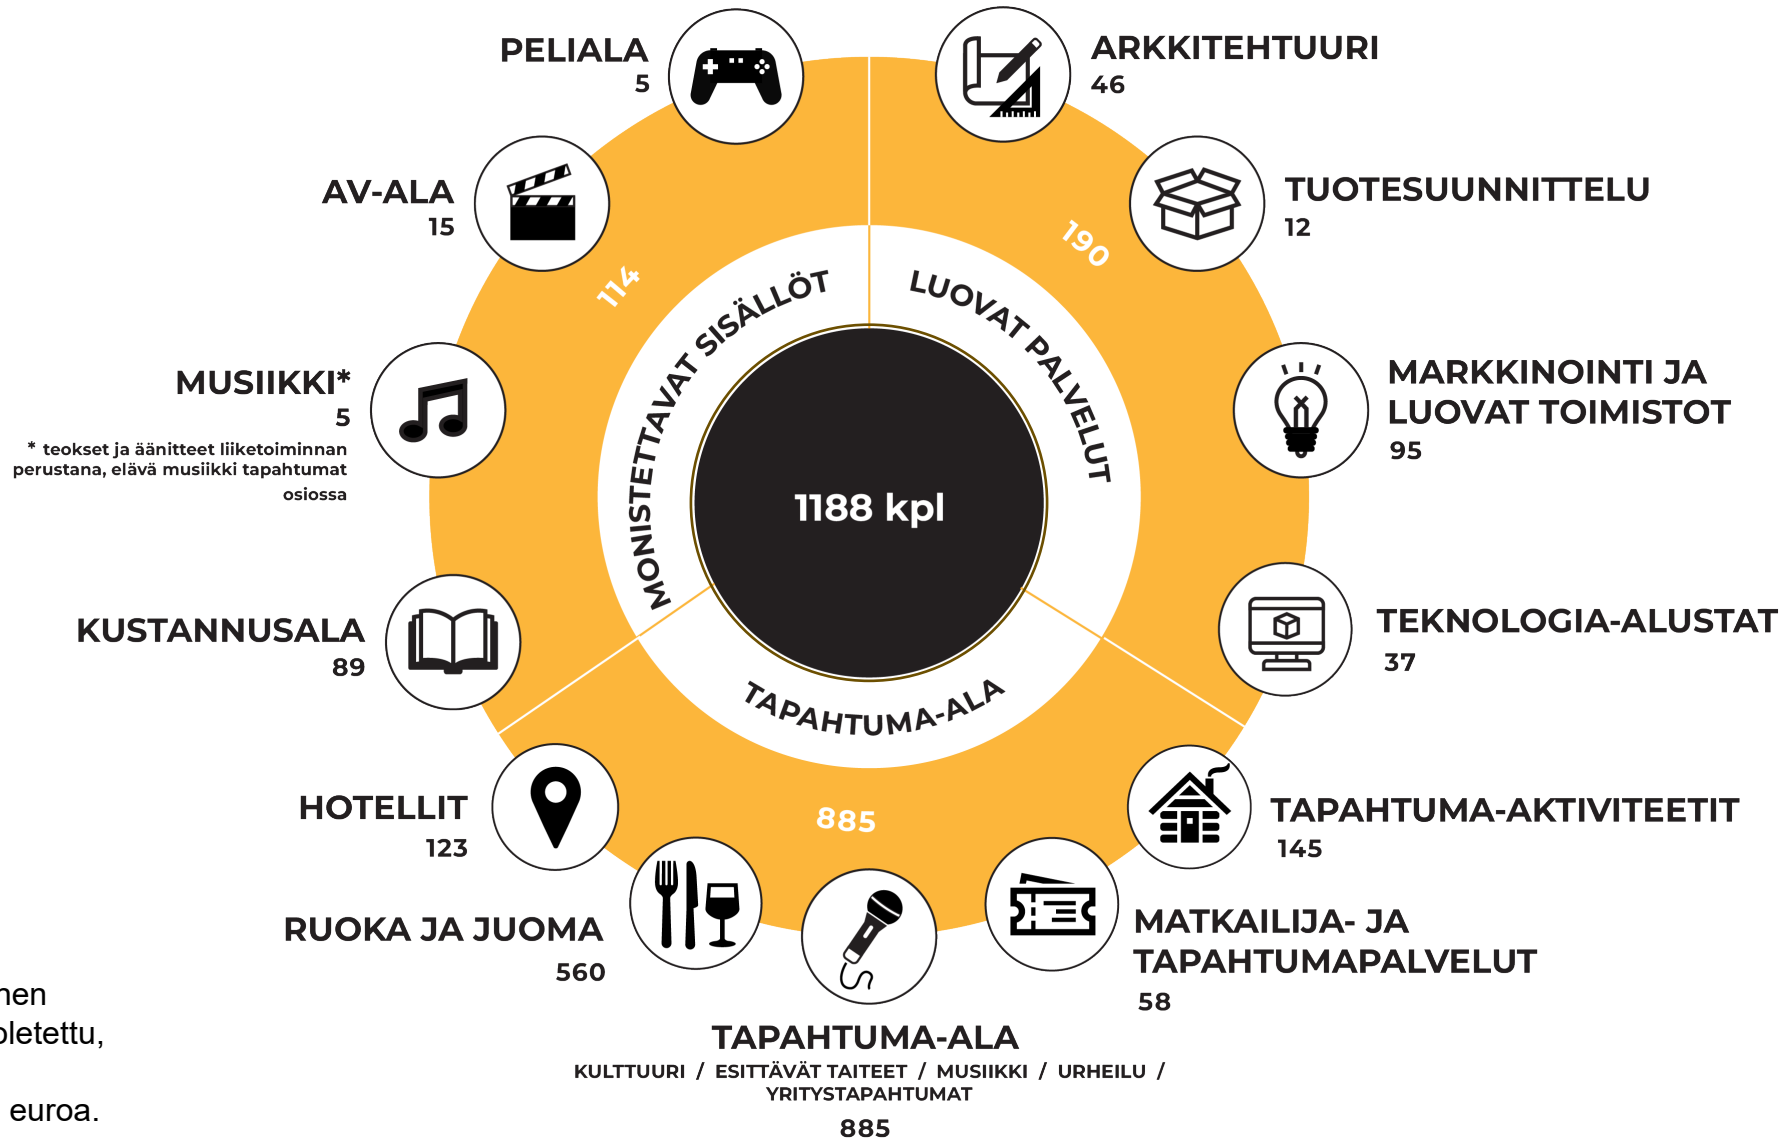 PELIALA
5
ARKKITEHTUURI
46
AV-ALA
15
TUOTESUUNNITTELU
12
114
190
MONISTETTAVAT SISÄLLÖT
LUOVAT PALVELUT
MUSIIKKI*
5
* teokset ja äänitteet liiketoiminnan
perustana, elävä musiikki tapahtumat
osiossa
MARKKINOINTI JA
LUOVAT TOIMISTOT
95
1188 kpl
KUSTANNUSALA
89
TEKNOLOGIA-ALUSTAT
37
TAPAHTUMA-ALA
885
HOTELLIT
123
TAPAHTUMA-AKTIVITEETIT
145
RUOKA JA JUOMA
560
MATKAILIJA- JA
TAPAHTUMAPALVELUT
58
TAPAHTUMA-ALA
KULTTUURI / ESITTÄVÄT TAITEET / MUSIIKKI / URHEILU /
YRITYSTAPAHTUMAT
885
euroa.